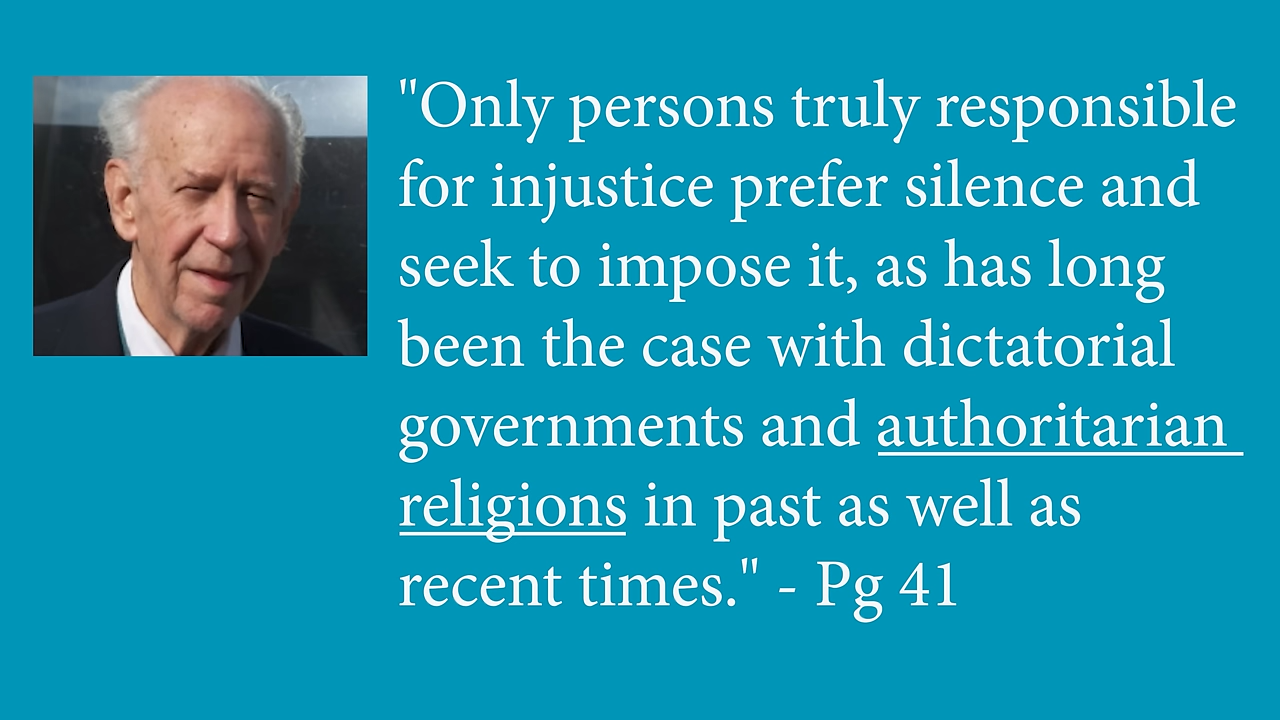 "Only persons truly responsible
for injustice prefer silence and
seek to impose it, as has long
been the case with dictatorial
governments and authoritarian
religions in past as well as
recent times." - Pg 41